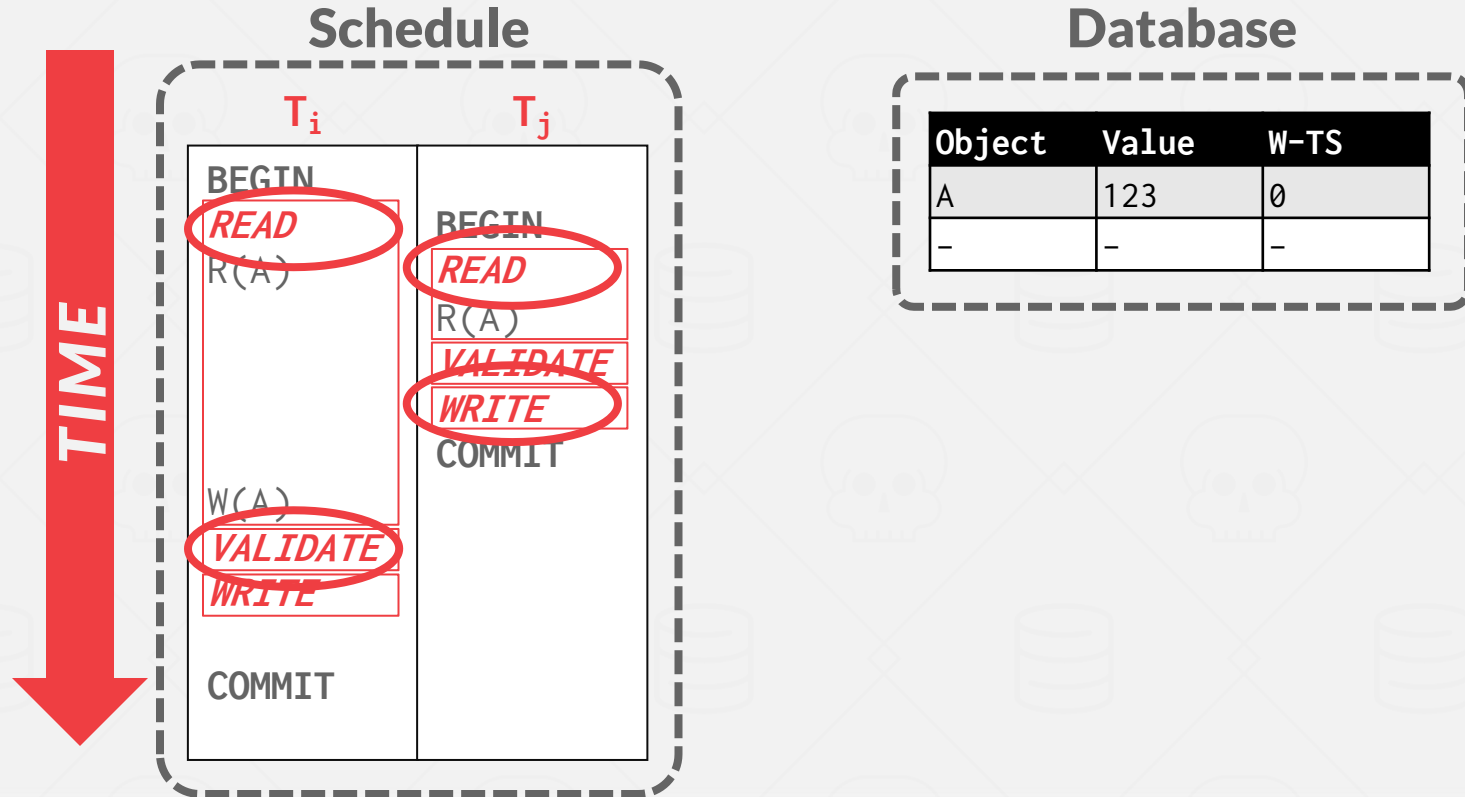 Schedule
Database
TIME
Ti Tj
BEGIN
READ
R(A)
W(A)
VALIDATE
WRITE
COMMIT
BEGIN
READ
R(A)
VALIDATE
WRITE
COMMIT
Object Value W-TS
A 123 0
- - -